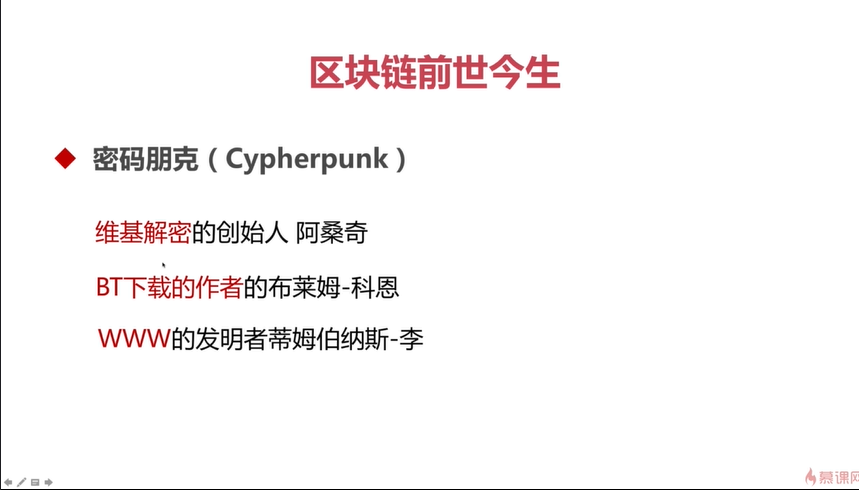 区块链前世今生
密码朋克（Cypherpunk）
维基解密的创始人 阿桑奇
BT下载的作者的布莱姆-科恩
WWW的发明者蒂姆伯纳斯-李
慕课网